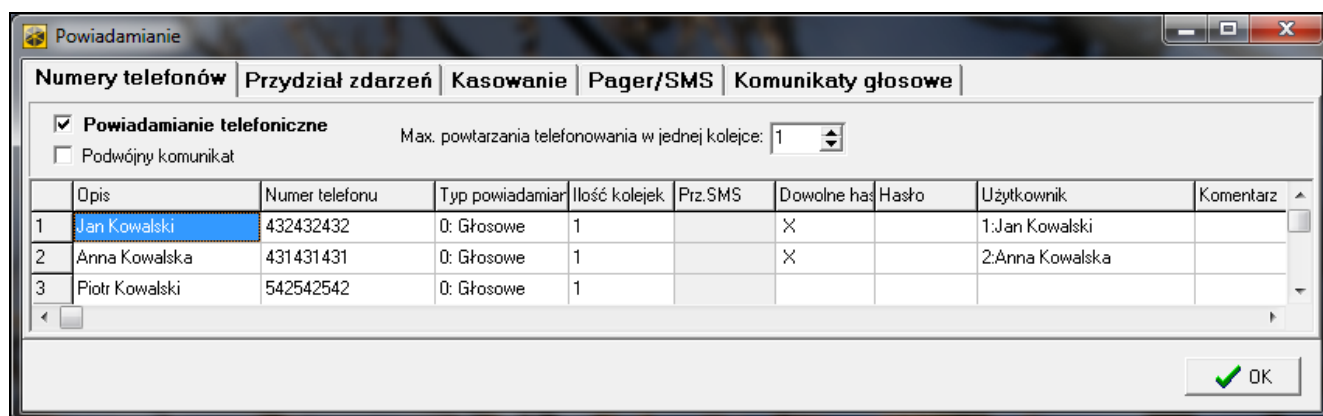 Powiadamianie
Numery telefonów Przydział zdarzeń Kasowanie Pager/SMS Komunikaty głosowe
Powiadamianie telefoniczne Max. powtarzania telefonowania w jednej kolejce: 1
Podwójny komunikat
Opis Numer telefonu Typ powiadamiar Ilość kolejek Prz.SMS Dowolne has Hasło Użytkownik Komentarz
1 Jan Kowalski 432432432 0: Głosowe 1 X 1:Jan Kowalski
2 Anna Kowalska 431431431 0: Głosowe 1 X 2:Anna Kowalska
3 Piotr Kowalski 542542542 0: Głosowe 1
OK